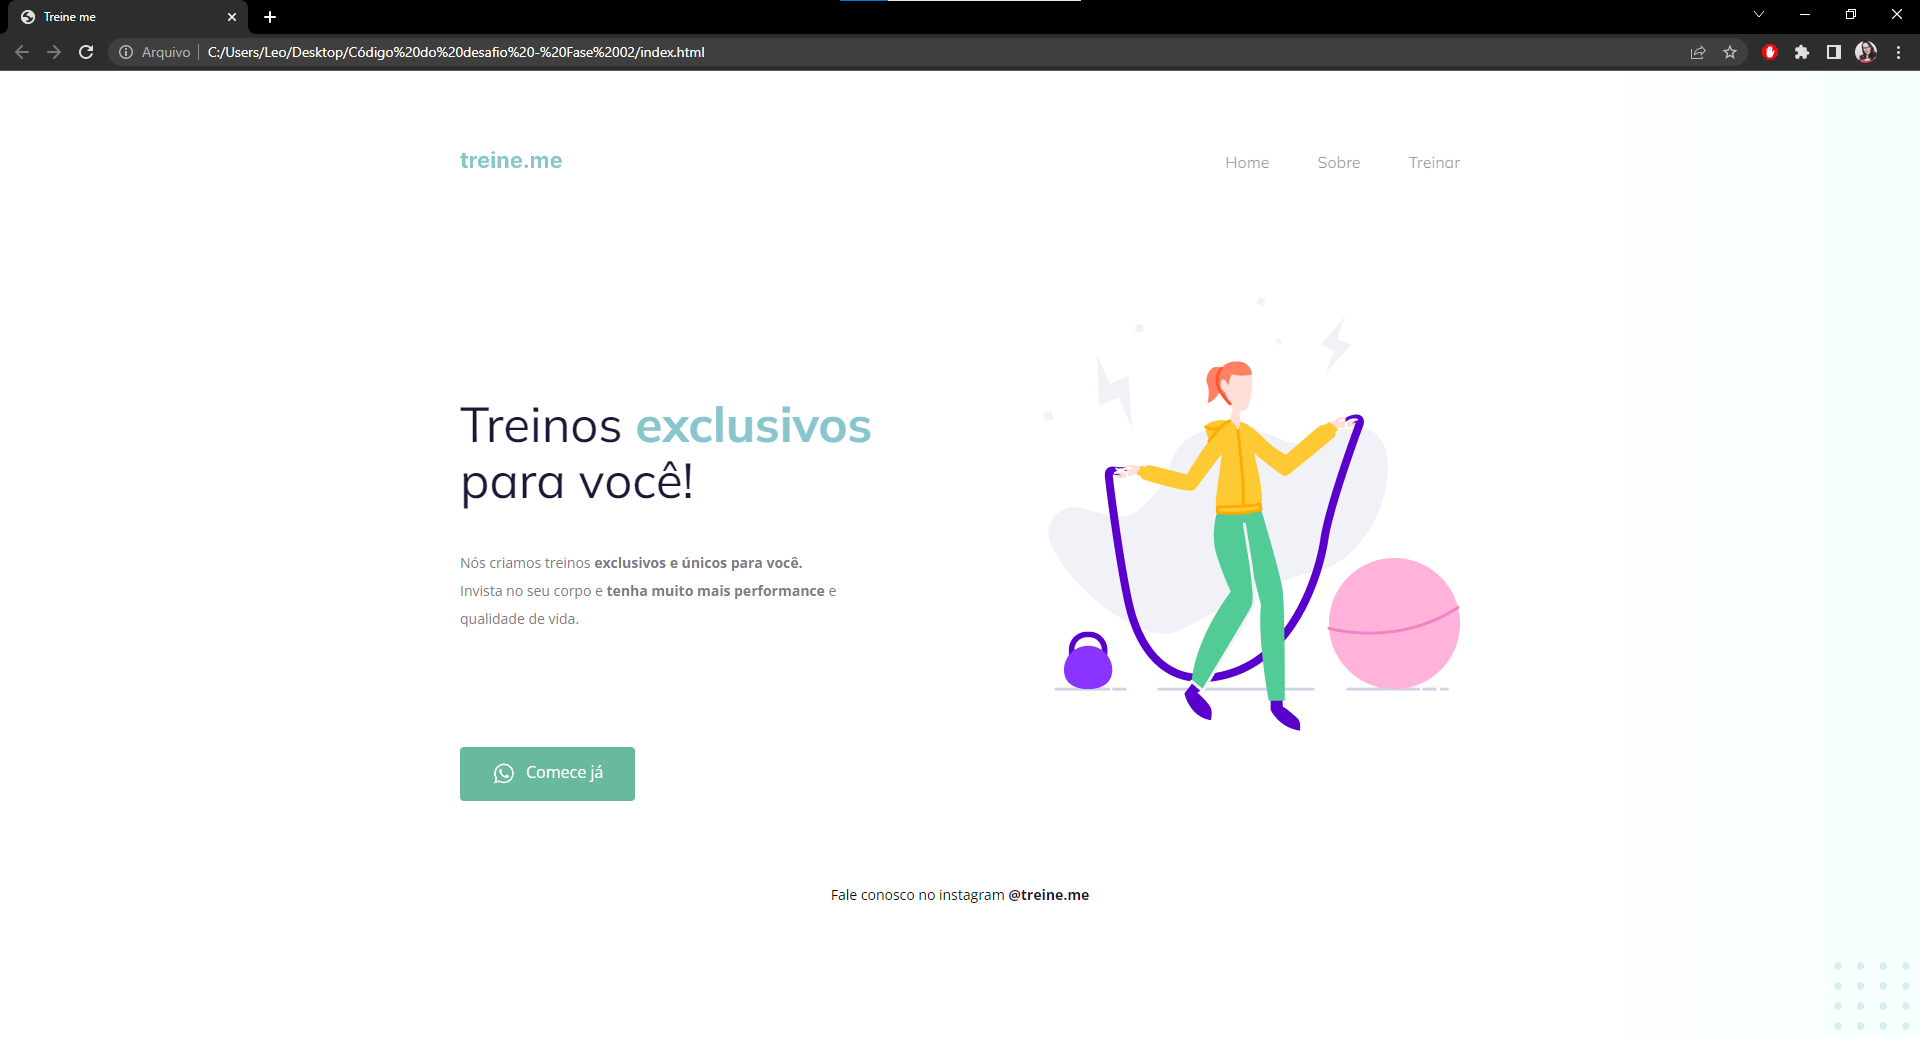 Treine me
Arquivo
C:/Users/Leo/Desktop/Código%20do%20desafio%20-%20Fase%2002/index.html
treine.me
Home
Sobre
Treinar
Treinos exclusivos
para você!
Nós criamos treinos exclusivos e únicos para você.
Invista no seu corpo e tenha muito mais performance e
qualidade de vida.
Comece já
Fale conosco no instagram @treine.me